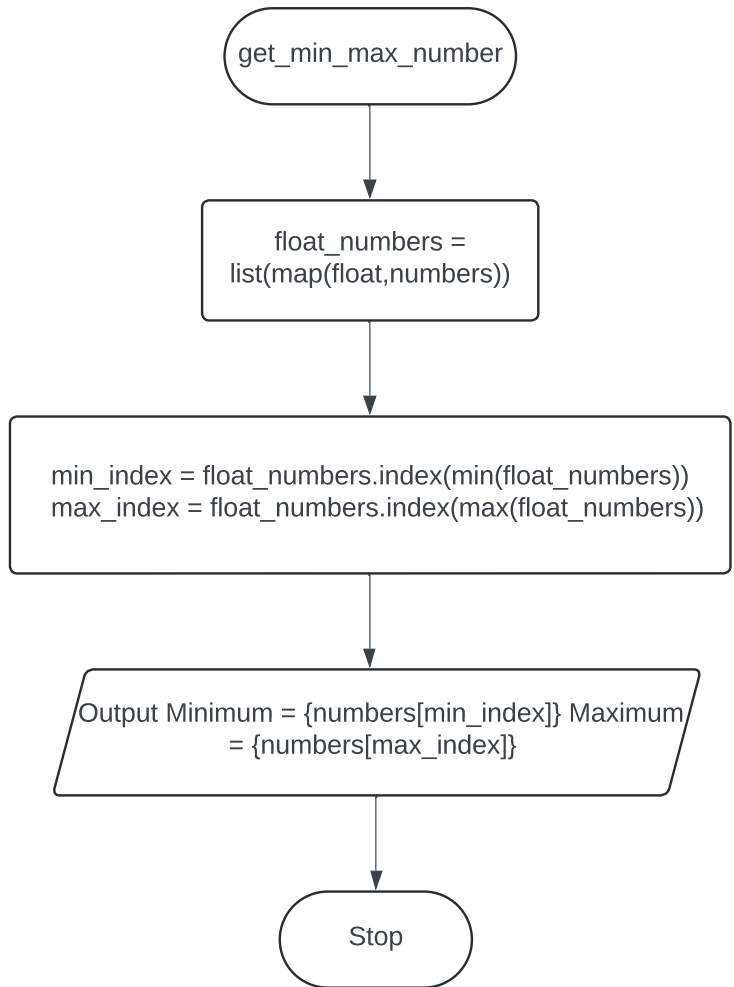 get_min_max_number
float_numbers =
list(map(float,numbers))
min_index = float_numbers.index(min(float_numbers))
max_index = float_numbers.index(max(float_numbers))
Output Minimum = {numbers[min_index]} Maximum
= {numbers[max_index]}
Stop